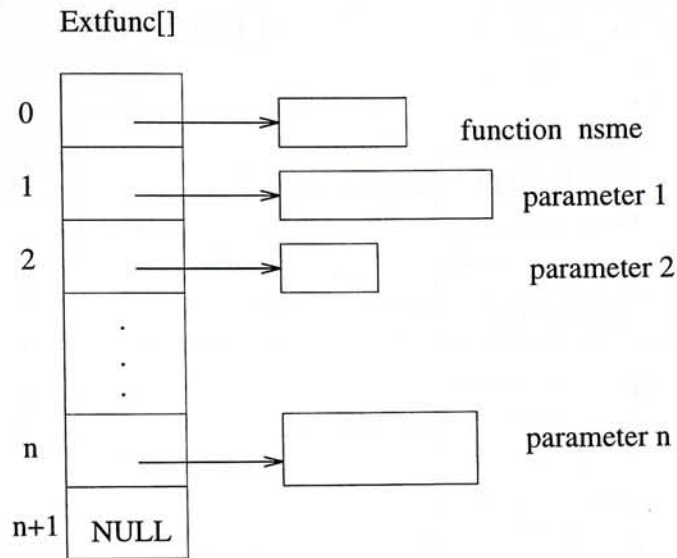 Extfunc[]
0
function nsme
1
parameter 1
2
parameter 2
.
.
.
n
parameter n
n+1 NULL